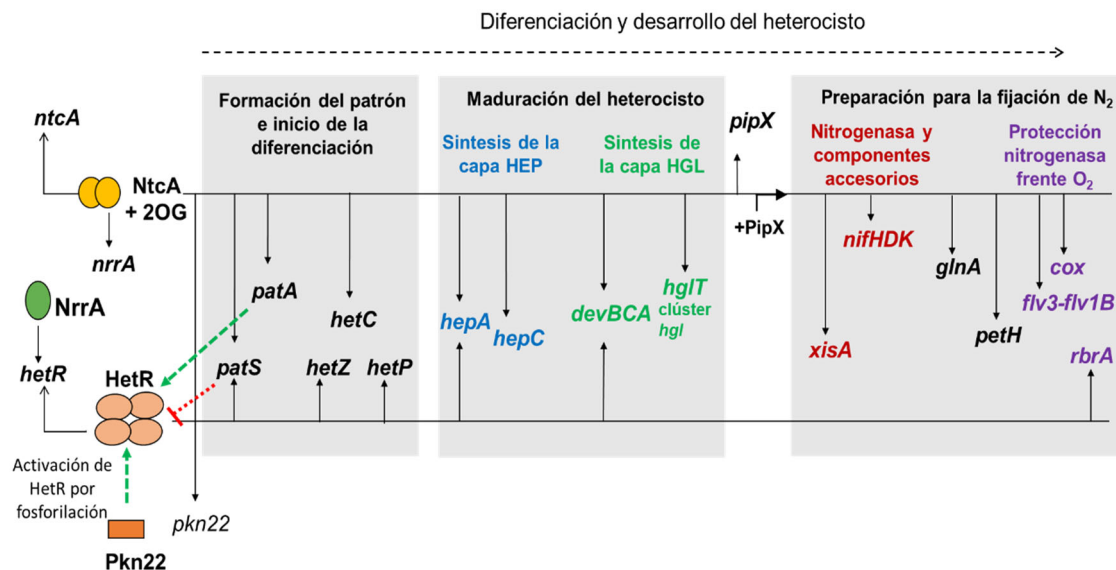 Diferenciación y desarrollo del heterocisto
Formación del patrón
e inicio de la
diferenciación
Maduración del heterocisto
Preparación para la fijación de N₂
Sintesis de la
capa HEP
Sintesis de
la capa HGL
Nitrogenasa y
componentes
accesorios
Protección
nitrogenasa
frente O₂
ntcA
NtcA
+ 2OG
nrrA
NrrA
hetR
HetR
Activación de
HetR por
fosforilación
Pkn22
pkn22
patA
patS
hetC
hetZ
hetP
hepA
hepC
devBCA
hglT
clúster
hgl
pipX
+PipX
xisA
nifHDK
glnA
petH
cox
flv3-flv1B
rbrA